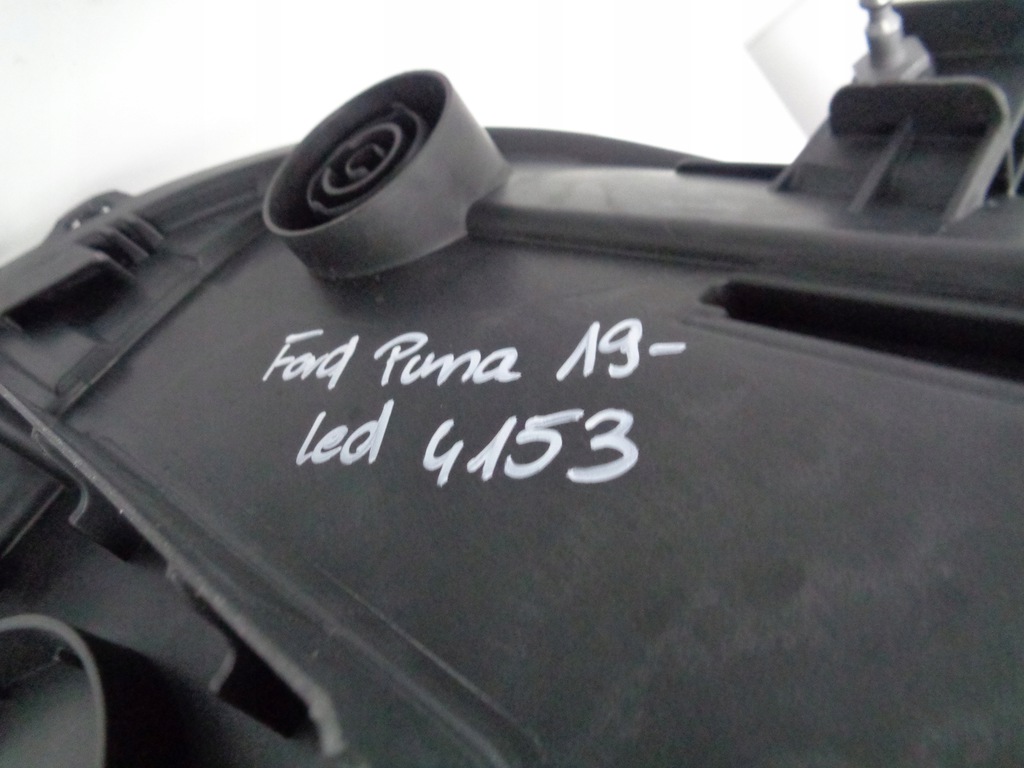 Ford Puma 19-
led 4153